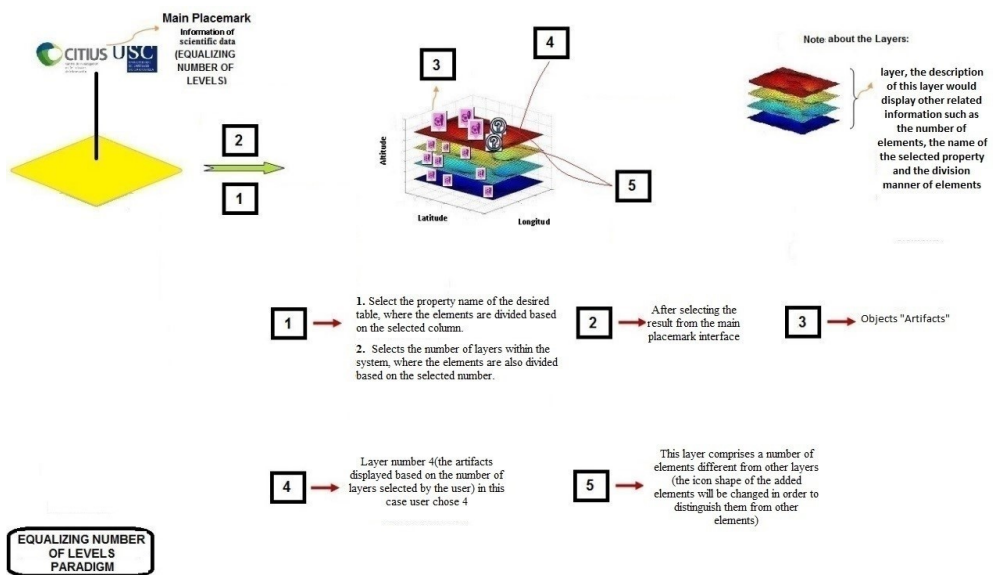 Main Placemark
Information of
scientific data
(EQUALIZING
NUMBER OF
LEVELS)
CITIUS USC
2
1
3
4
5
Altitude
Latitude
Longitud
Note about the Layers:
layer, the description
of this layer would
display other related
information such as
the number of
elements, the name of
the selected property
and the division
manner of elements
1
1. Select the property name of the desired
table, where the elements are divided based
on the selected column.
2. Selects the number of layers within the
system, where the elements are also divided
based on the selected number.
2
After selecting the
result from the main
placemark interface
3
Objects "Artifacts"
4
Layer number 4(the artifacts
displayed based on the number of
layers selected by the user) in this
case user chose 4
5
This layer comprises a number of
elements different from other layers
(the icon shape of the added
elements will be changed in order to
distinguish them from other
elements)
EQUALIZING NUMBER
OF LEVELS
PARADIGM